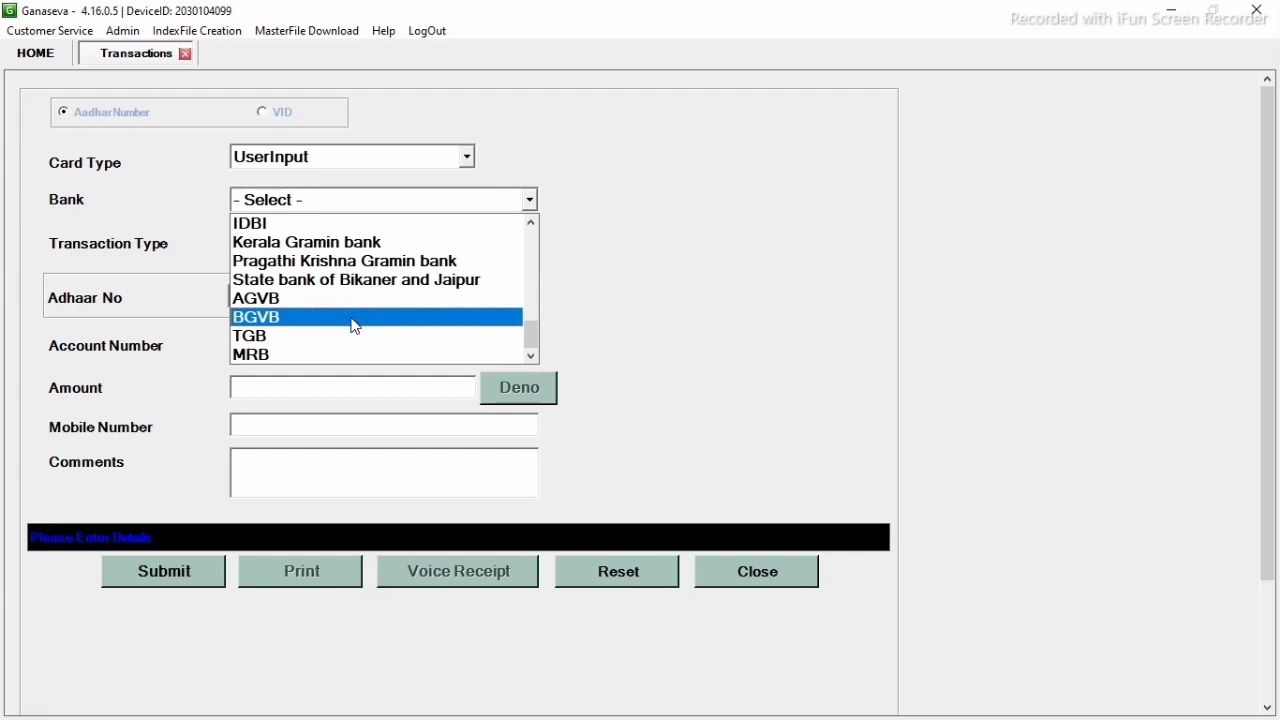 Ganaseva - 4.16.0.5 | DeviceID: 2030104099
Recorded with iFun Screen Recorder
Customer Service Admin IndexFile Creation MasterFile Download Help LogOut
HOME Transactions
AadharNumber VID
Card Type UserInput
Bank - Select -
IDBI
Kerala Gramin bank
Transaction Type
Pragathi Krishna Gramin bank
State bank of Bikaner and Jaipur
Adhaar No
AGVB
BGVB
TGB
Account Number
MRB
Amount Deno
Mobile Number
Comments
Please Enter Details
Submit Print Voice Receipt Reset Close